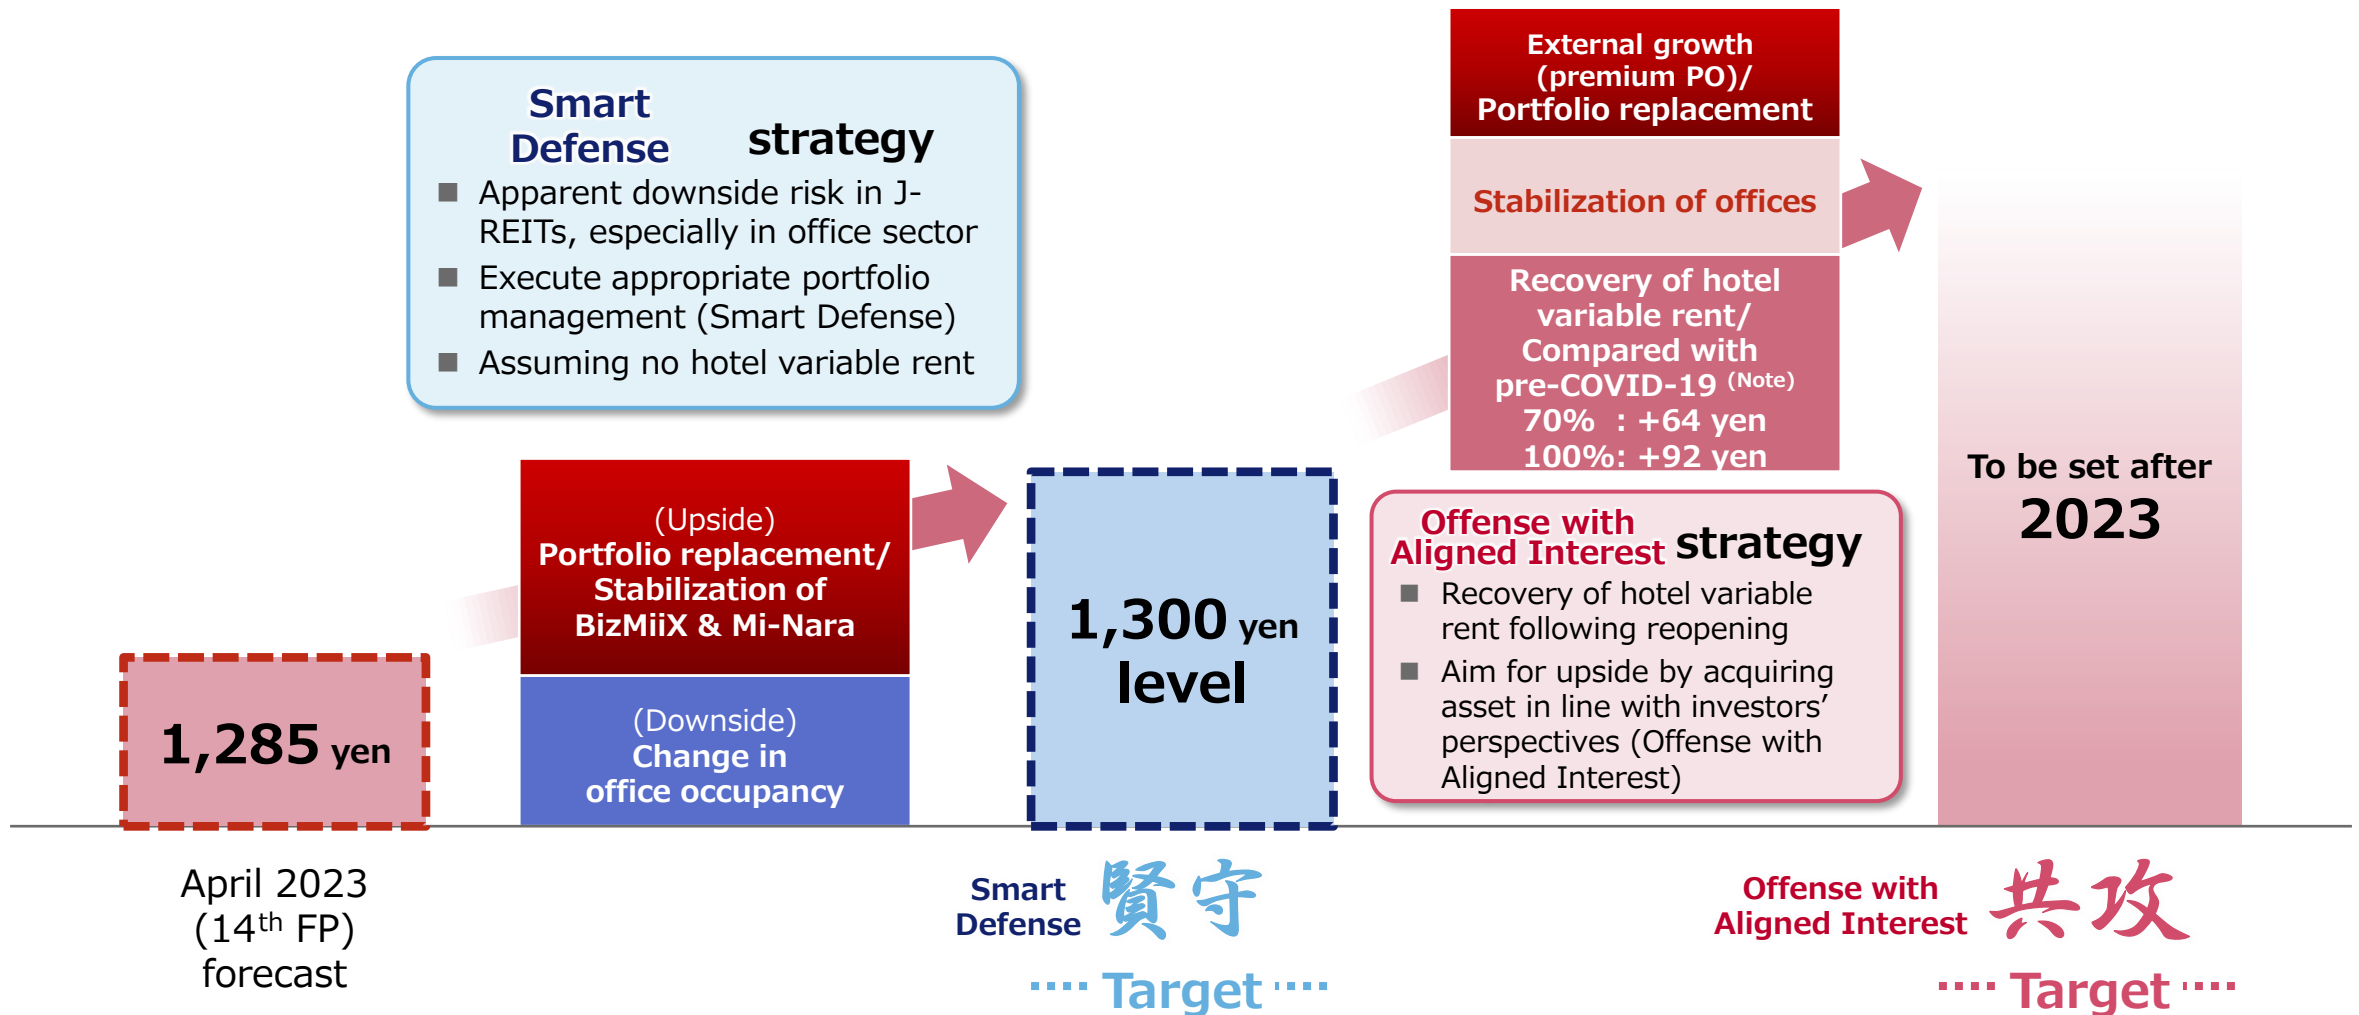 Smart
Defense strategy
■ Apparent downside risk in J-
REITs, especially in office sector
■ Execute appropriate portfolio
management (Smart Defense)
■ Assuming no hotel variable rent
External growth
(premium PO)/
Portfolio replacement
Stabilization of offices
Recovery of hotel
variable rent/
Compared with
pre-COVID-19 (Note)
70% : +64 yen
100%: +92 yen
(Upside)
Portfolio replacement/
Stabilization of
BizMiiX & Mi-Nara
(Downside)
Change in
office occupancy
1,285 yen
1,300 yen
level
Offense with
Aligned Interest strategy
■ Recovery of hotel variable
rent following reopening
■ Aim for upside by acquiring
asset in line with investors’
perspectives (Offense with
Aligned Interest)
To be set after
2023
April 2023
(14th FP)
forecast
Smart
Defense 賢守
Target
Offense with
Aligned Interest 共攻
Target